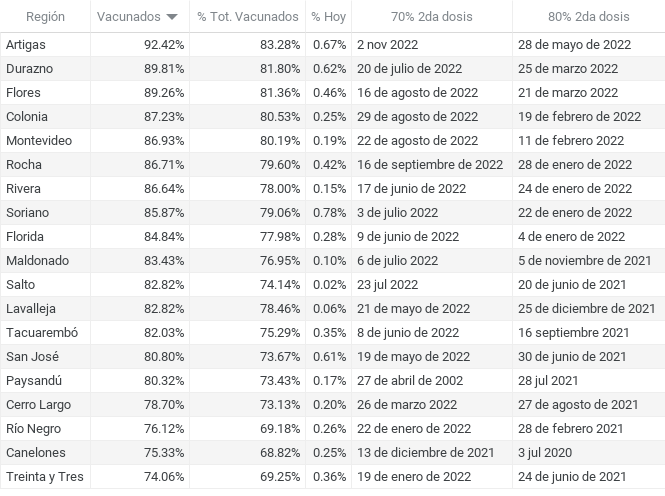 Región Vacunados % Tot. Vacunados % Hoy 70% 2da dosis 80% 2da dosis
Artigas 92.42% 83.28% 0.67% 2 nov 2022 28 de mayo de 2022
Durazno 89.81% 81.80% 0.62% 20 de julio de 2022 25 de marzo 2022
Flores 89.26% 81.36% 0.46% 16 de agosto de 2022 21 de marzo 2022
Colonia 87.23% 80.53% 0.25% 29 de agosto de 2022 19 de febrero de 2022
Montevideo 86.93% 80.19% 0.19% 22 de agosto de 2022 11 de febrero 2022
Rocha 86.71% 79.60% 0.42% 16 de septiembre de 2022 28 de enero de 2022
Rivera 86.64% 78.00% 0.15% 17 de junio de 2022 24 de enero de 2022
Soriano 85.87% 79.06% 0.78% 3 de julio 2022 22 de enero de 2022
Florida 84.84% 77.98% 0.28% 9 de junio de 2022 4 de enero de 2022
Maldonado 83.43% 76.95% 0.10% 6 de julio 2022 5 de noviembre de 2021
Salto 82.82% 74.14% 0.02% 23 jul 2022 20 de junio de 2021
Lavalleja 82.82% 78.46% 0.06% 21 de mayo de 2022 25 de diciembre de 2021
Tacuarembó 82.03% 75.29% 0.35% 8 de junio de 2022 16 septiembre 2021
San José 80.80% 73.67% 0.61% 19 de mayo de 2022 30 de junio de 2021
Paysandú 80.32% 73.43% 0.17% 27 de abril de 2002 28 jul 2021
Cerro Largo 78.70% 73.13% 0.20% 26 de marzo de 2022 27 de agosto de 2021
Río Negro 76.12% 69.18% 0.26% 22 de enero de 2022 28 de febrero 2021
Canelones 75.33% 68.82% 0.25% 13 de diciembre de 2021 3 jul 2020
Treinta y Tres 74.06% 69.25% 0.36% 19 de enero de 2022 24 de junio de 2021